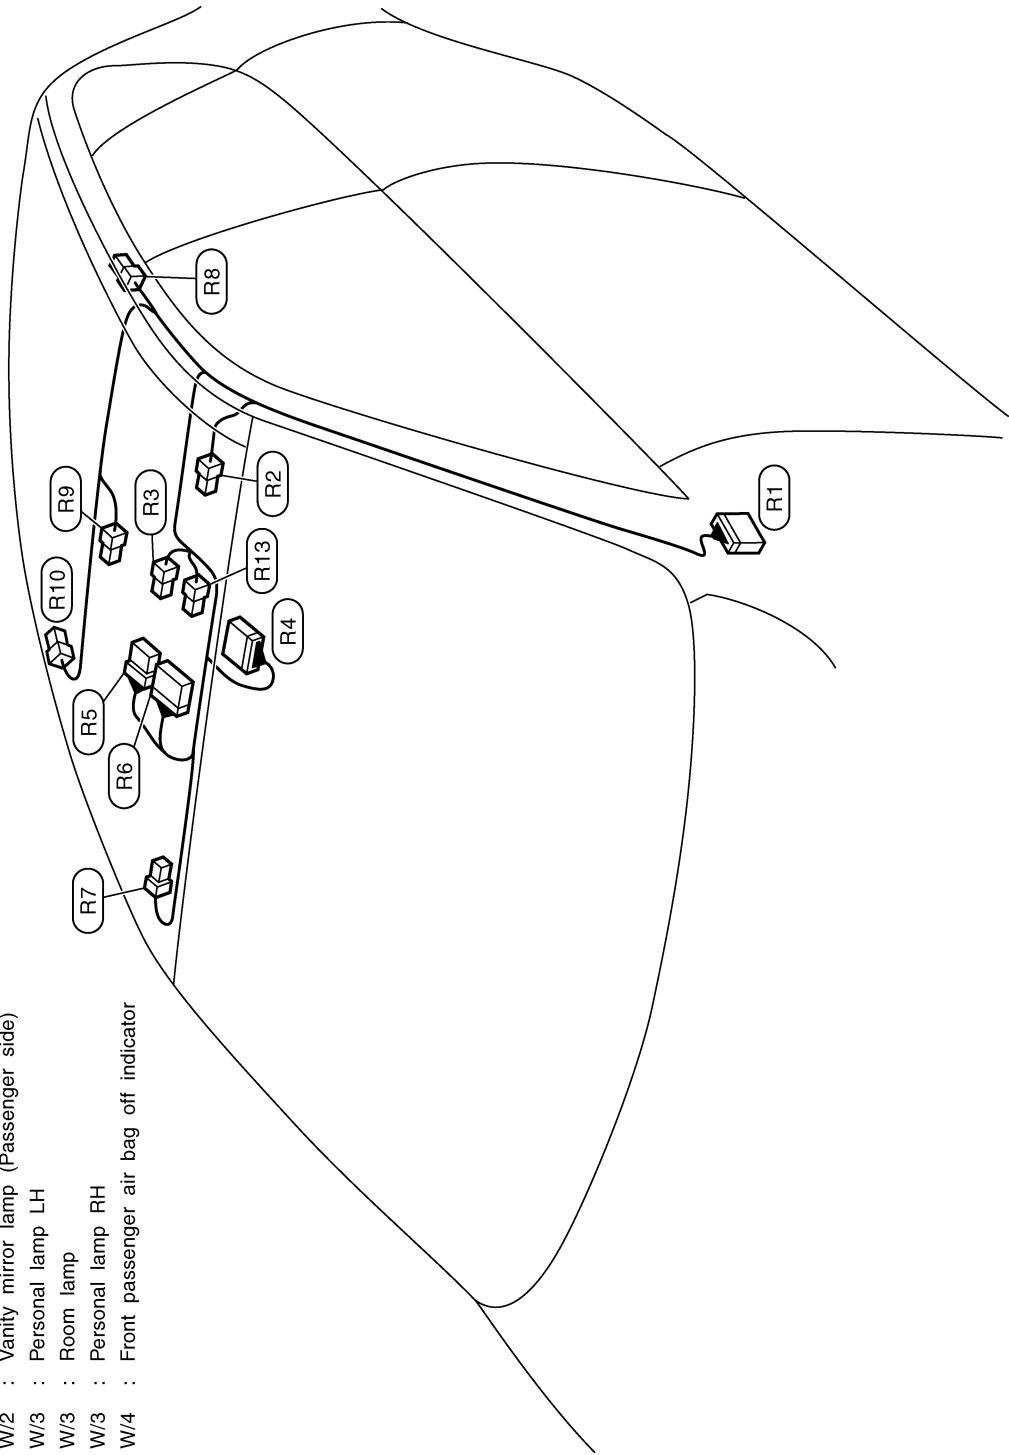 W/2 : Vanity mirror lamp (Passenger side)
W/3 : Personal lamp LH
W/3 : Room lamp
W/3 : Personal lamp RH
W/4 : Front passenger air bag off indicator
R7
R6
R5
R10
R9
R3
R13
R4
R2
R8
R1